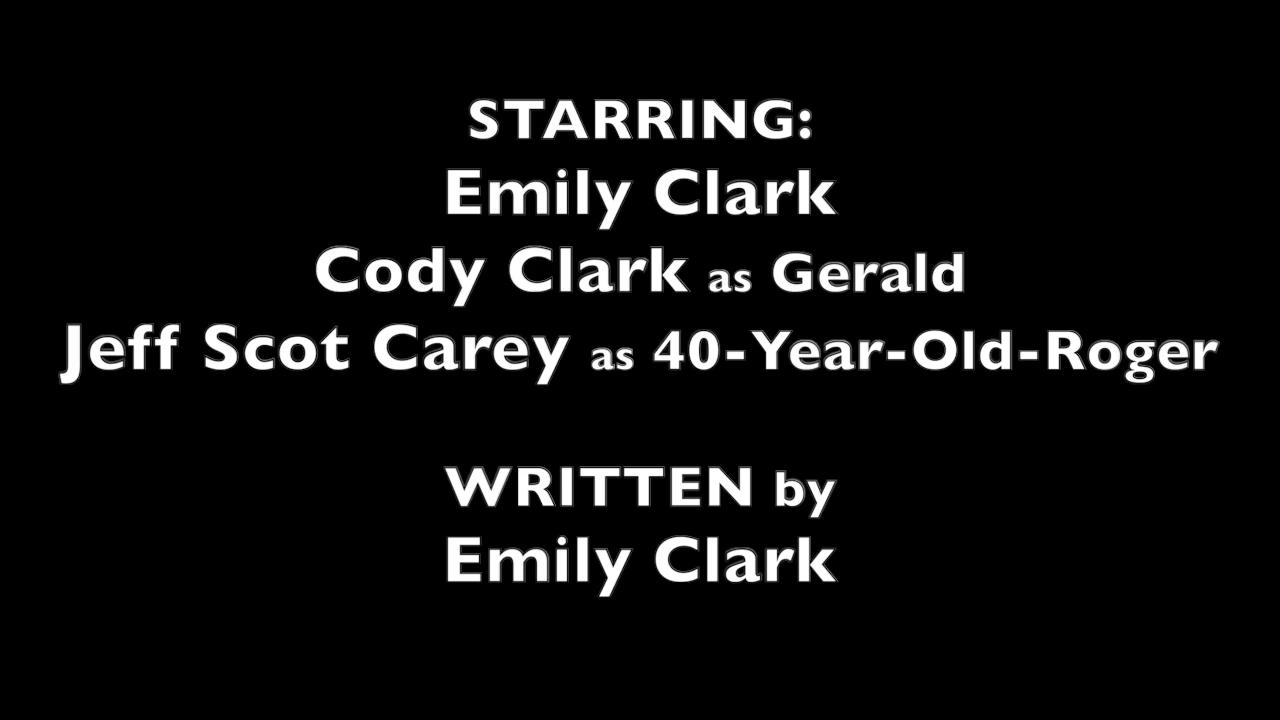 STARRING:
Emily Clark
Cody Clark as Gerald
Jeff Scot Carey as 40-Year-Old-Roger
WRITTEN by
Emily Clark